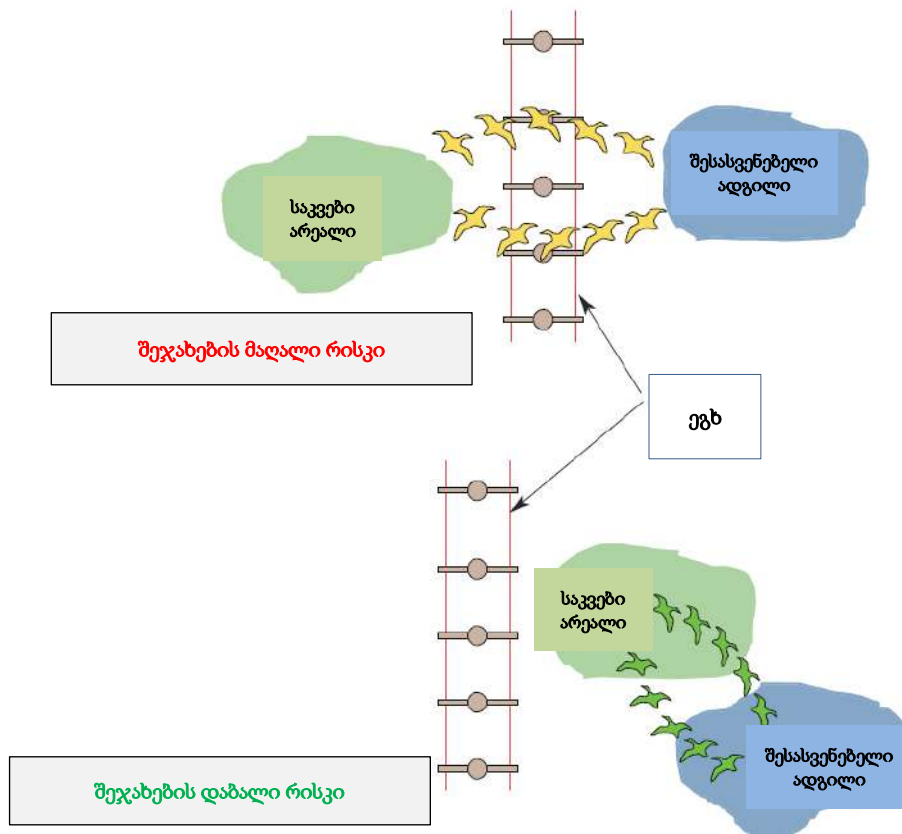 შესასვენებელი
ადგილი
საკვები
არეალი
შეჯახების მაღალი რისკი
ეგხ
საკვები
არეალი
შესასვენებელი
ადგილი
შეჯახების დაბალი რისკი